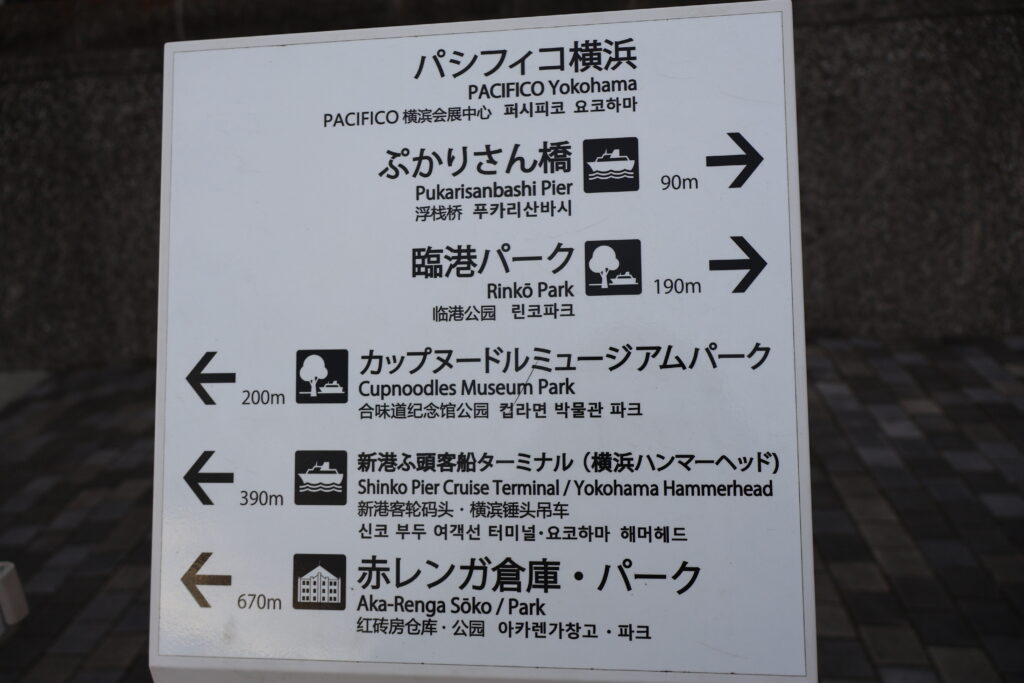 パシフィコ横浜
PACIFICO Yokohama
PACIFICO 横滨会展中心 퍼시피코 요코하마
ぷかりさん橋
Pukarisanbashi Pier
90m
浮栈桥 푸카리산바시
臨港パーク
Rinkō Park
190m
临港公园 린코파크
カップヌードルミュージアムパーク
200m
Cupnoodles Museum Park
合味道纪念馆公园 컵라면 박물관 파크
新港ふ頭客船ターミナル（横浜ハンマーヘッド)
390m
Shinko Pier Cruise Terminal / Yokohama Hammerhead
新港客轮码头・横滨锤头吊车
신코 부두 여객선 터미널・요코하마 해머헤드
赤レンガ倉庫・パーク
670m
Aka-Renga Sōko / Park
红砖房仓库・公园 아카렌가창고・파크